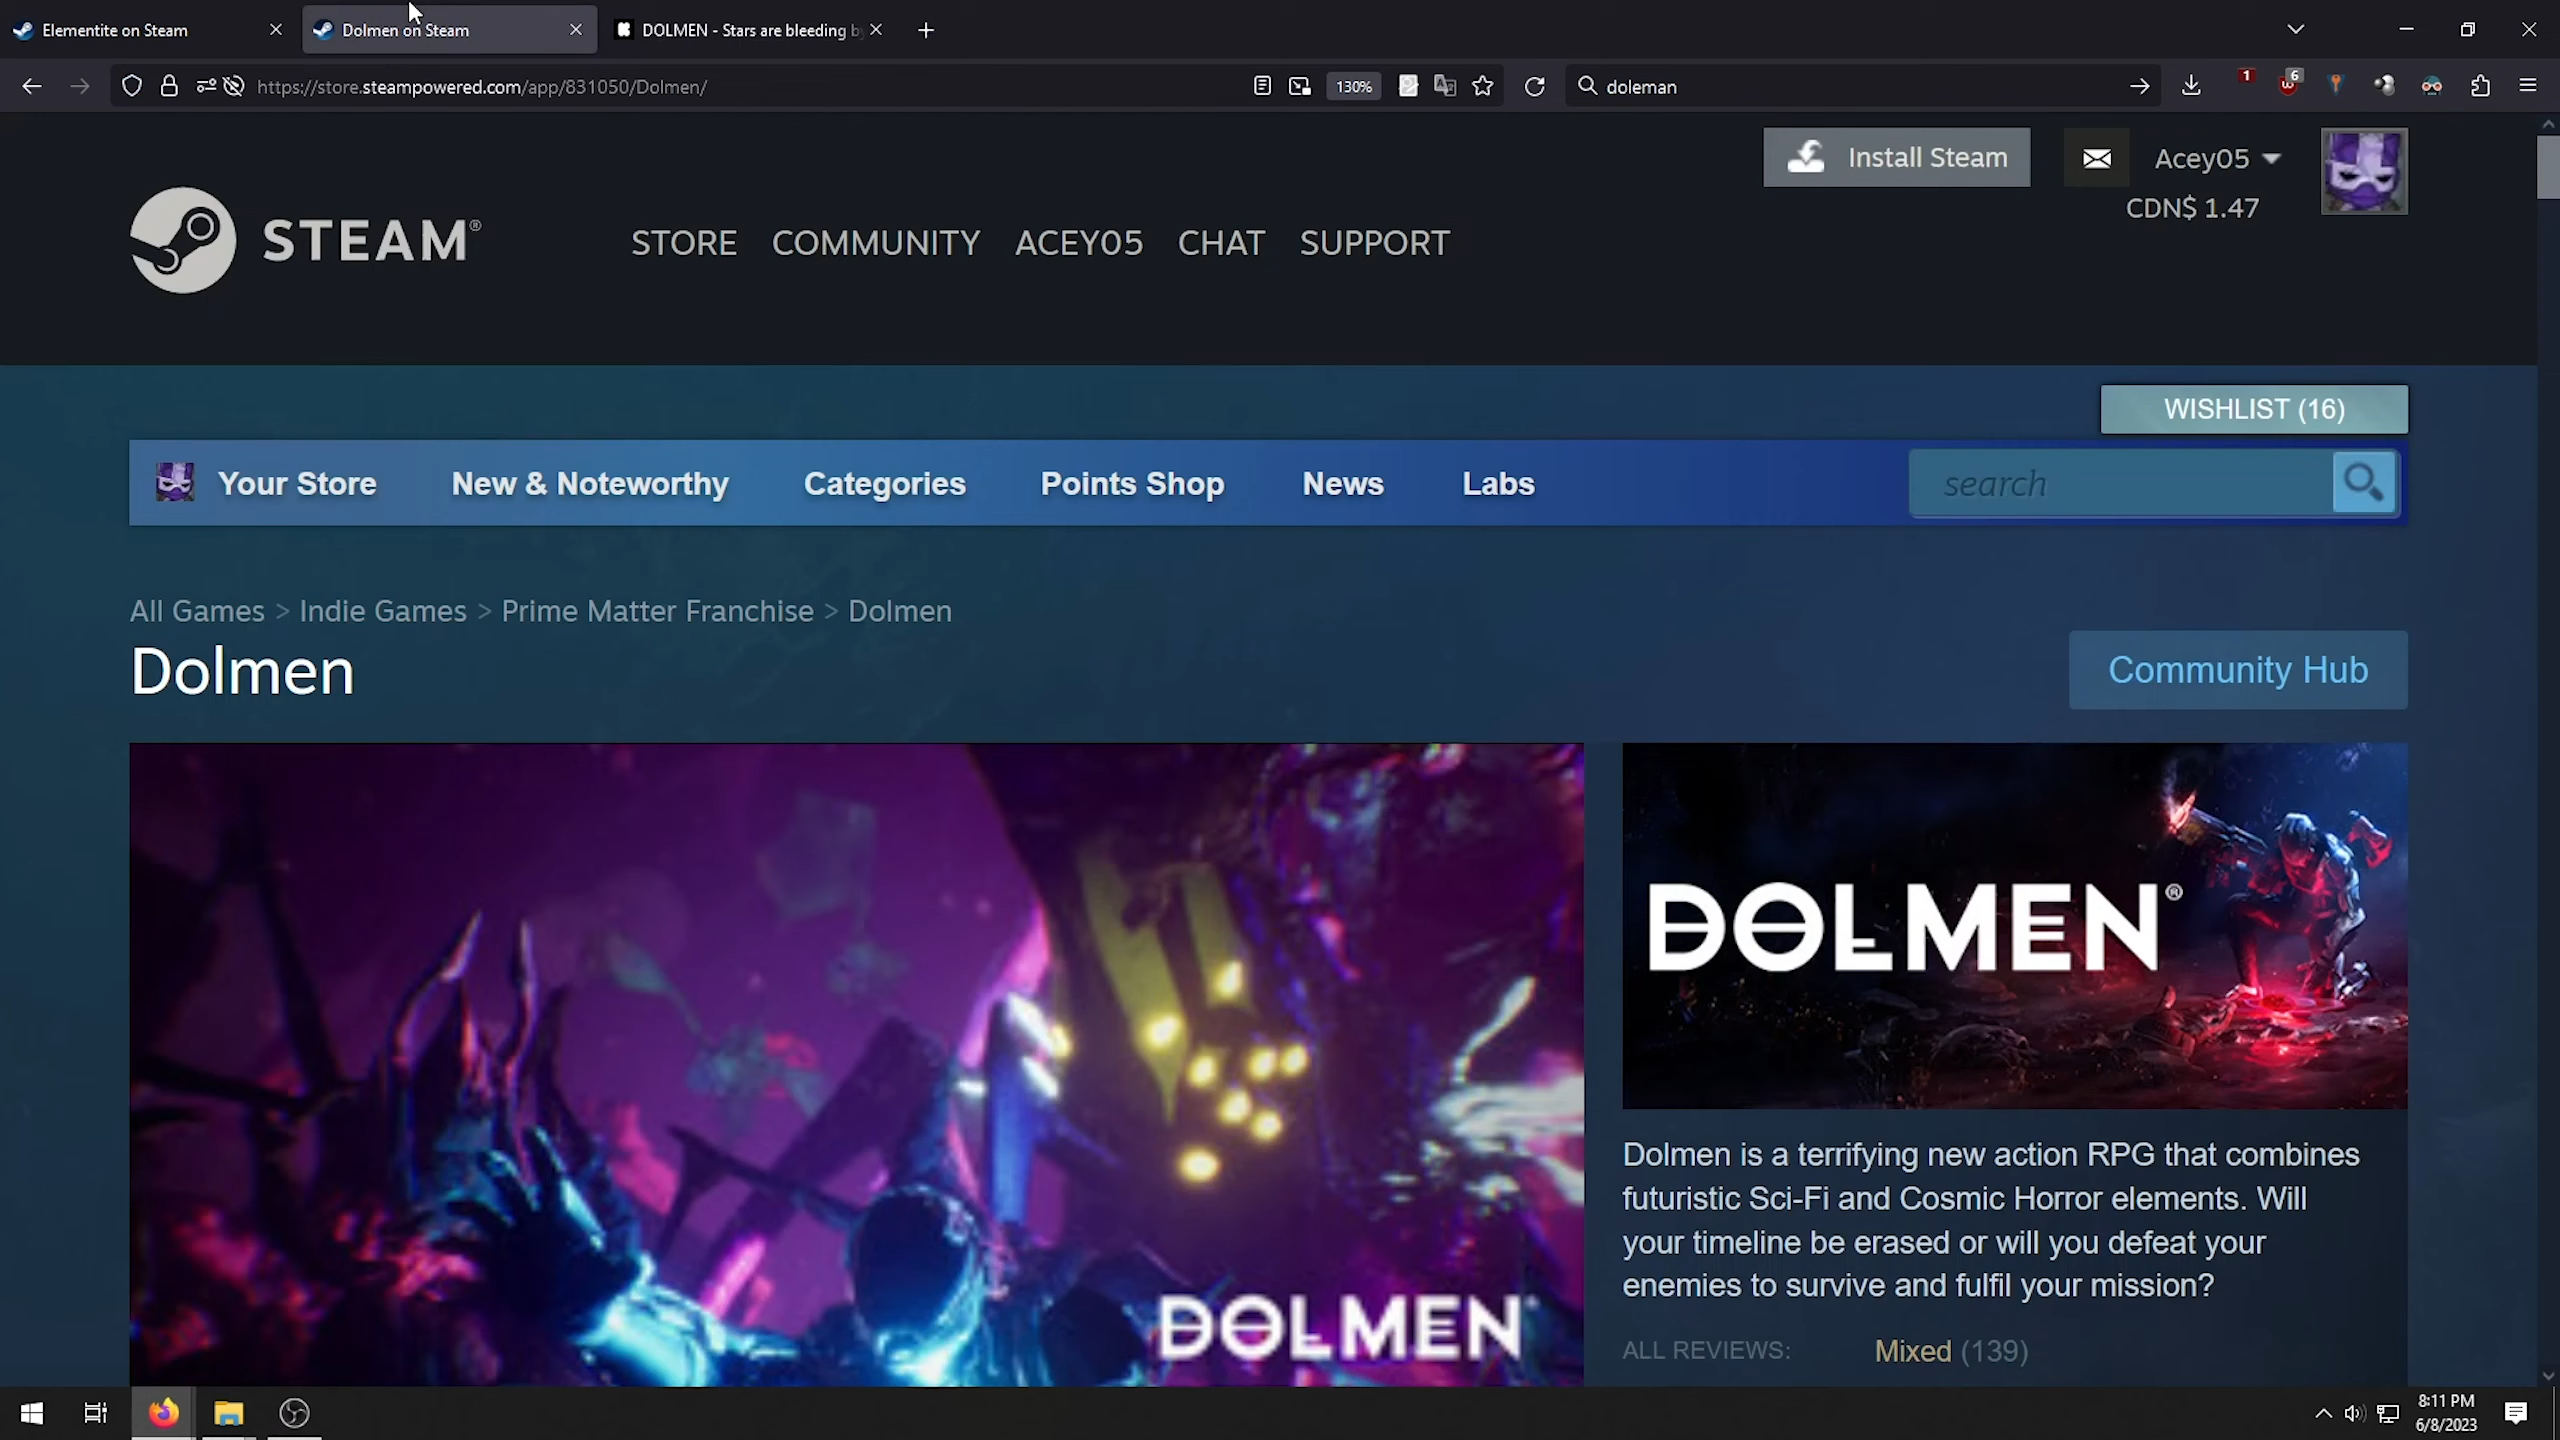 Elementite on Steam
Dolmen on Steam
DOLMEN - Stars are bleeding by
https://store.steampowered.com/app/831050/Dolmen/
130%
doleman
1
6
Install Steam
Acey05
CDN$ 1.47
STEAM®
STORE COMMUNITY ACEY05 CHAT SUPPORT
WISHLIST (16)
Your Store New & Noteworthy Categories Points Shop News Labs
search
All Games > Indie Games > Prime Matter Franchise > Dolmen
Dolmen
Community Hub
DOLMEN®
DOLMEN
Dolmen is a terrifying new action RPG that combines
futuristic Sci-Fi and Cosmic Horror elements. Will
your timeline be erased or will you defeat your
enemies to survive and fulfil your mission?
ALL REVIEWS: Mixed (139)
8:11 PM
6/8/2023